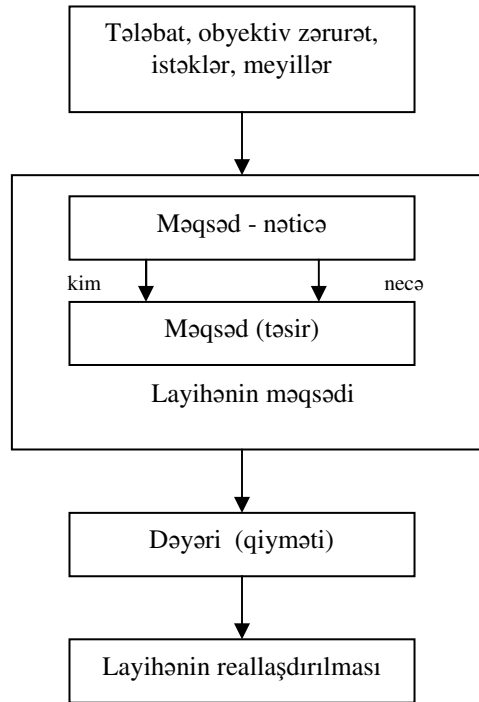 Tələbat, obyektiv zərurət,
istəklər, meyillər
Məqsəd - nəticə
kim necə
Məqsəd (təsir)
Layihənin məqsədi
Dəyəri (qiyməti)
Layihənin reallaşdırılması